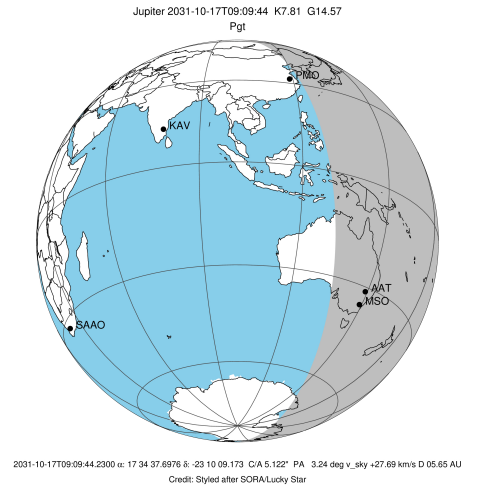 Jupiter 2031-10-17T09:09:44 K7.81 G14.57
Pgt
PMO
KAV
AAT
MSO
SAAO
2031-10-17T09:09:44.2300 α: 17 34 37.6976 δ: -23 10 09.173 C/A 5.122" PA 3.24 deg v_sky +27.69 km/s D 05.65 AU
Credit: Styled after SORA/Lucky Star